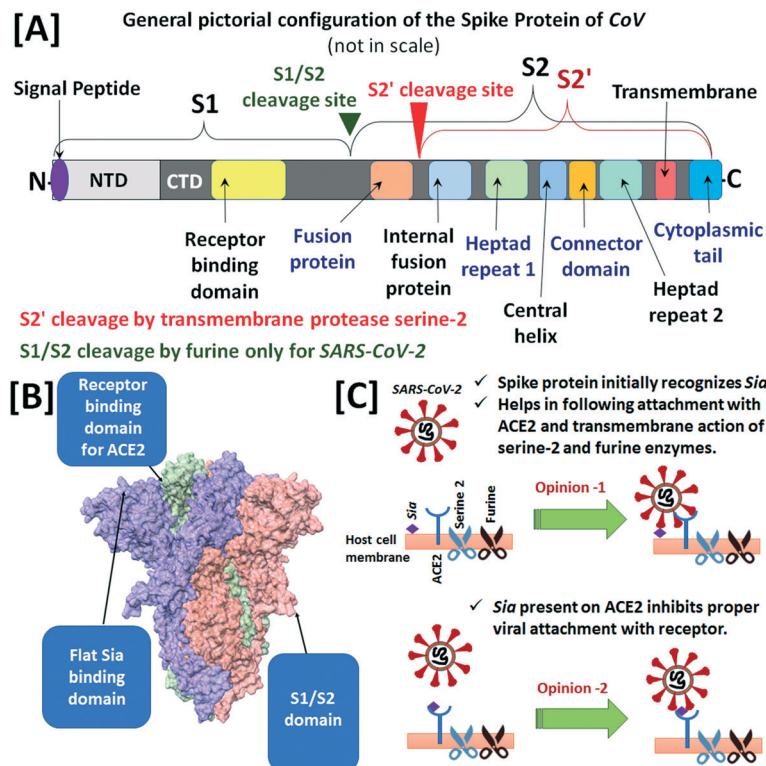 [A]
General pictorial configuration of the Spike Protein of CoV
(not in scale)
S1/S2
cleavage site
S2' cleavage site
S2
S2'
Signal Peptide
S1
Transmembrane
N-
NTD
CTD
-C
Receptor
binding
domain
Fusion
protein
Internal
fusion
protein
Heptad
repeat 1
Central
helix
Connector
domain
Heptad
repeat 2
Cytoplasmic
tail
S2' cleavage by transmembrane protease serine-2
S1/S2 cleavage by furine only for SARS-CoV-2
[B]
Receptor
binding
domain
for ACE2
Flat Sia
binding
domain
S1/S2
domain
[C]
SARS-CoV-2
✓ Spike protein initially recognizes Sia
✓ Helps in following attachment with
ACE2 and transmembrane action of
serine-2 and furine enzymes.
Sia
Serine 2
Furine
Host cell
membrane
ACE2
Opinion -1
✓ Sia present on ACE2 inhibits proper
viral attachment with receptor.
Opinion -2